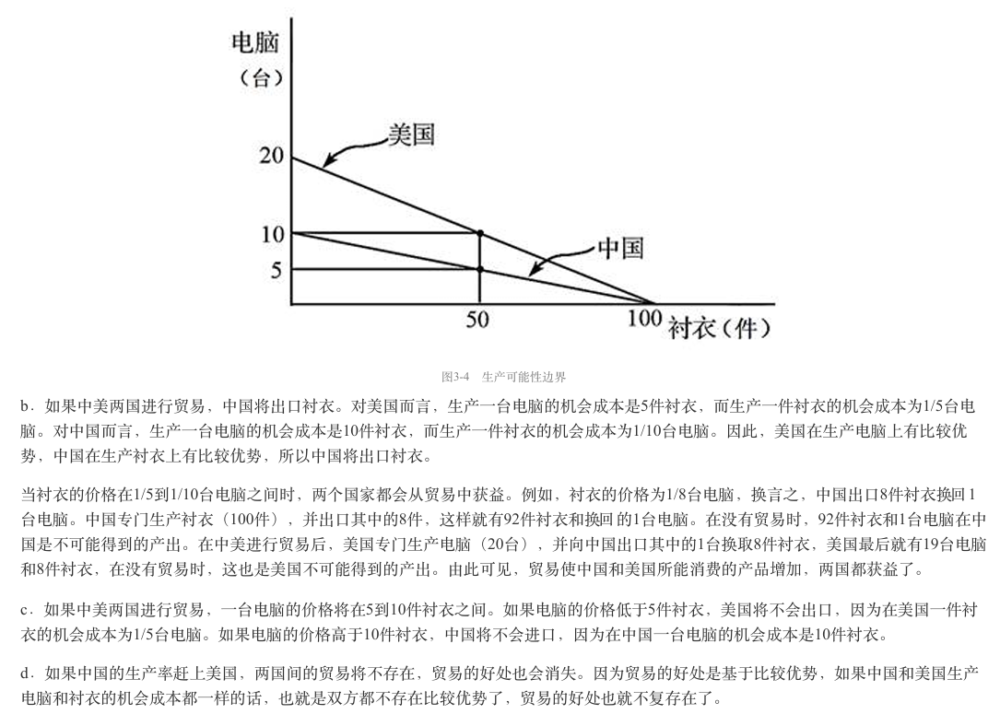 电脑
（台）
美国
20
10
中国
5
50
100 衬衣（件）
图3-4 生产可能性边界
b．如果中美两国进行贸易，中国将出口衬衣。对美国而言，生产一台电脑的机会成本是5件衬衣，而生产一件衬衣的机会成本为1/5台电
脑。对中国而言，生产一台电脑的机会成本是10件衬衣，而生产一件衬衣的机会成本为1/10台电脑。因此，美国在生产电脑上有比较优
势，中国在生产衬衣上有比较优势，所以中国将出口衬衣。
当衬衣的价格在1/5到1/10台电脑之间时，两个国家都会从贸易中获益。例如，衬衣的价格为1/8台电脑，换言之，中国出口8件衬衣换回 1
台电脑。中国专门生产衬衣（100件），并出口其中的8件，这样就有92件衬衣和换回 的1台电脑。在没有贸易时，92件衬衣和1台电脑在中
国是不可能得到的产出。在中美进行贸易后，美国专门生产电脑（20台），并向中国出口其中的1台换取8件衬衣，美国最后就有19台电脑
和8件衬衣，在没有贸易时，这也是美国不可能得到的产出。由此可见，贸易使中国和美国所能消费的产品增加，两国都获益了。
c．如果中美两国进行贸易，一台电脑的价格将在5到10件衬衣之间。如果电脑的价格低于5件衬衣，美国将不会出口，因为在美国一件衬
衣的机会成本为1/5台电脑。如果电脑的价格高于10件衬衣，中国将不会进口，因为在中国一台电脑的机会成本是10件衬衣。
d．如果中国的生产率赶上美国，两国间的贸易将不存在，贸易的好处也会消失。因为贸易的好处是基于比较优势，如果中国和美国生产
电脑和衬衣的机会成本都一样的话，也就是双方都不存在比较优势了，贸易的好处也就不复存在了。